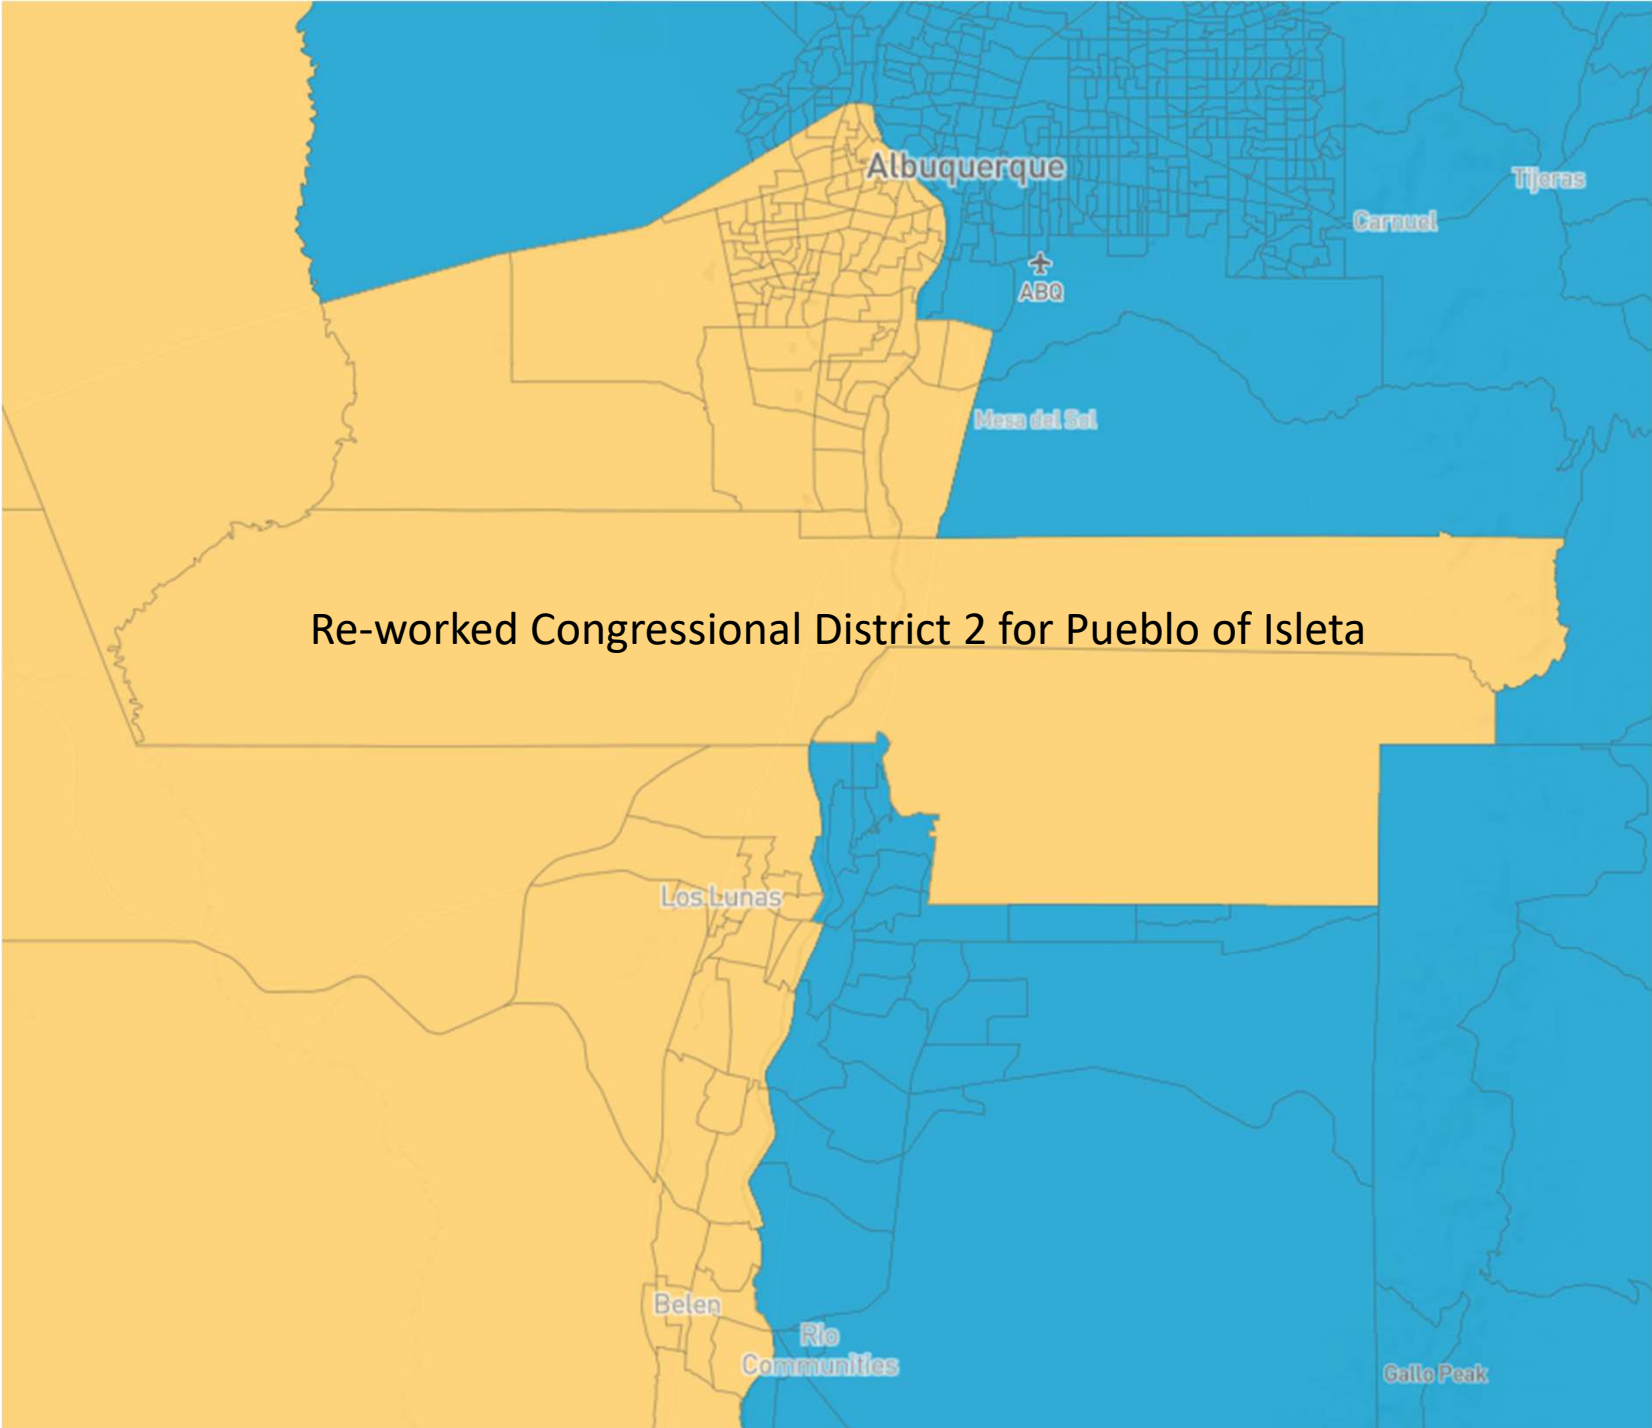 Albuquerque
Tijeras
Carnuel
ABQ
Mesa del Sol
Re-worked Congressional District 2 for Pueblo of Isleta
Los Lunas
Belen
Rio
Communities
Gallo Peak